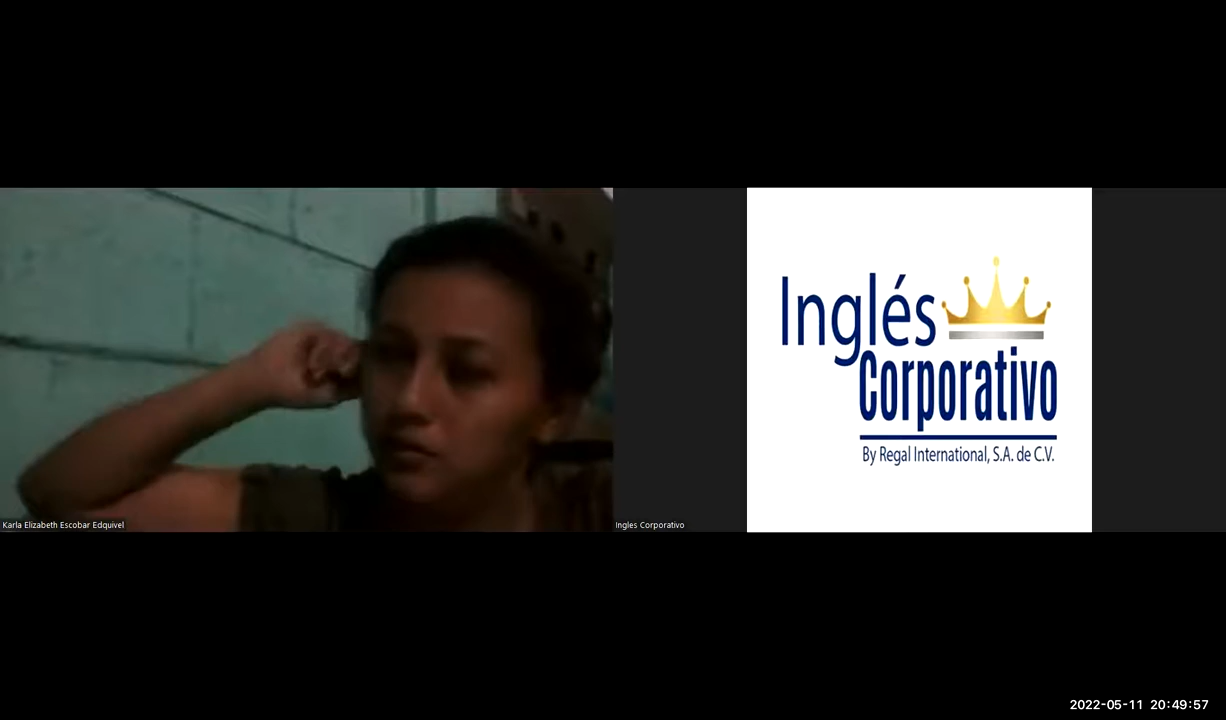 Inglés
Corporativo
By Regal International, S.A. de C.V.
Karla Elizabeth Escobar Edquivel
Ingles Corporativo
2022-05-11 20:49:57